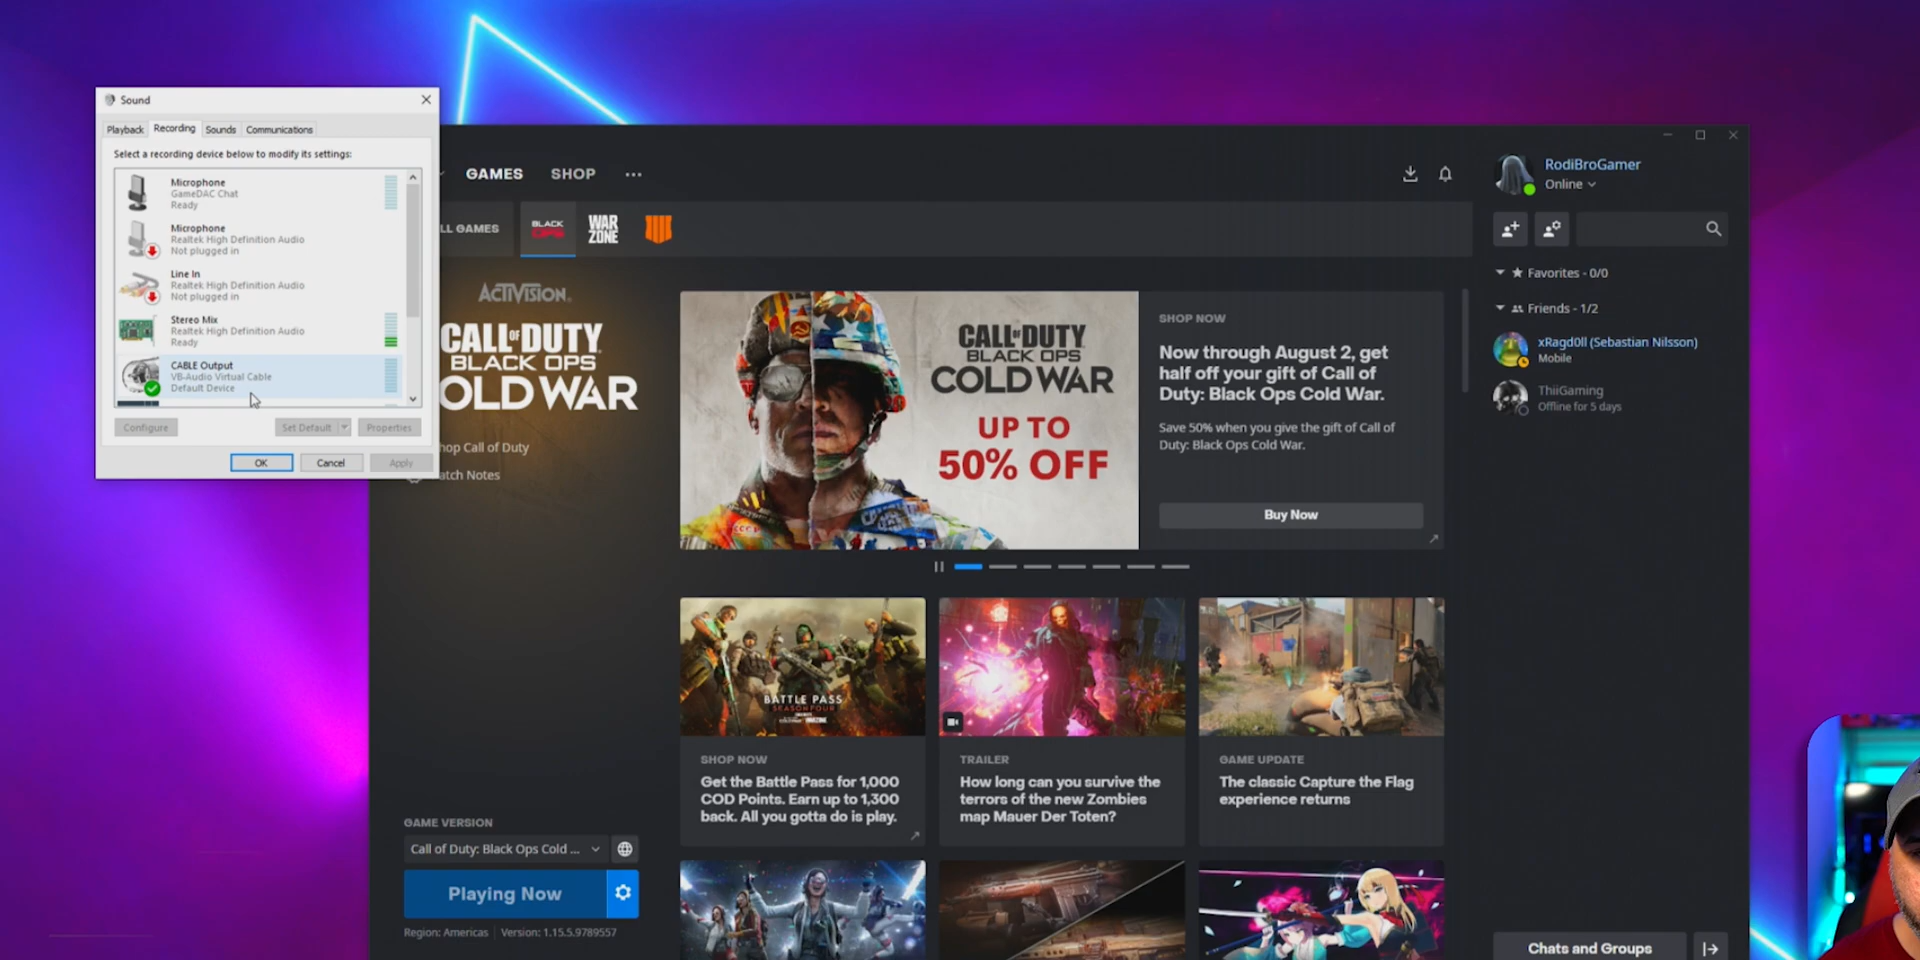 Sound
Playback Recording Sounds Communications
Select a recording device below to modify its settings:
Microphone
GameDAC Chat
Ready
Microphone
Realtek High Definition Audio
Not plugged in
Line In
Realtek High Definition Audio
Not plugged in
Stereo Mix
Realtek High Definition Audio
Ready
CABLE Output
VB-Audio Virtual Cable
Default Device
Configure Set Default Properties
OK Cancel Apply
GAMES SHOP
LL GAMES
BLACK OPS
WAR
ZONE
ACTIVISION
CALL OF DUTY
BLACK OPS
OLD WAR
hop Call of Duty
atch Notes
CALL OF DUTY
BLACK OPS
COLD WAR
UP TO
50% OFF
SHOP NOW
Now through August 2, get
half off your gift of Call of
Duty: Black Ops Cold War.
Save 50% when you give the gift of Call of
Duty: Black Ops Cold War.
Buy Now
BATTLE PASS
SEASON FOUR
SHOP NOW
Get the Battle Pass for 1,000
COD Points. Earn up to 1,300
back. All you gotta do is play.
TRAILER
How long can you survive the
terrors of the new Zombies
map Mauer Der Toten?
GAME UPDATE
The classic Capture the Flag
experience returns
GAME VERSION
Call of Duty: Black Ops Cold ...
Playing Now
Region: Americas Version: 1.15.5.9789557
RodiBroGamer
Online
Favorites - 0/0
Friends - 1/2
xRagd0ll (Sebastian Nilsson)
Mobile
ThiiGaming
Offline for 5 days
Chats and Groups